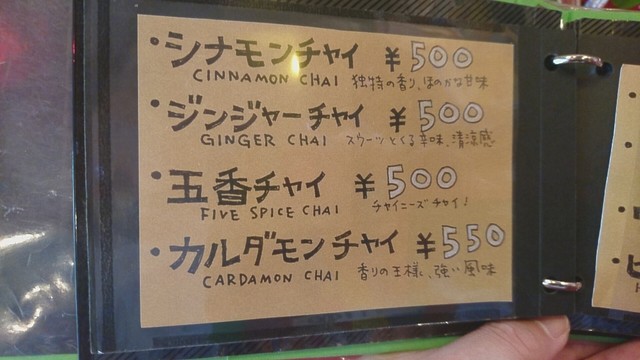 ・シナモンチャイ ¥500
CINNAMON CHAI 独特の香り、ほのかな甘味
・ジンジャーチャイ ¥500
GINGER CHAI スウーッとくる辛味、清涼感
・五香チャイ ¥500
FIVE SPICE CHAI チャイニーズチャイ!
・カルダモンチャイ ¥550
CARDAMON CHAI 香りの王様、強い風味